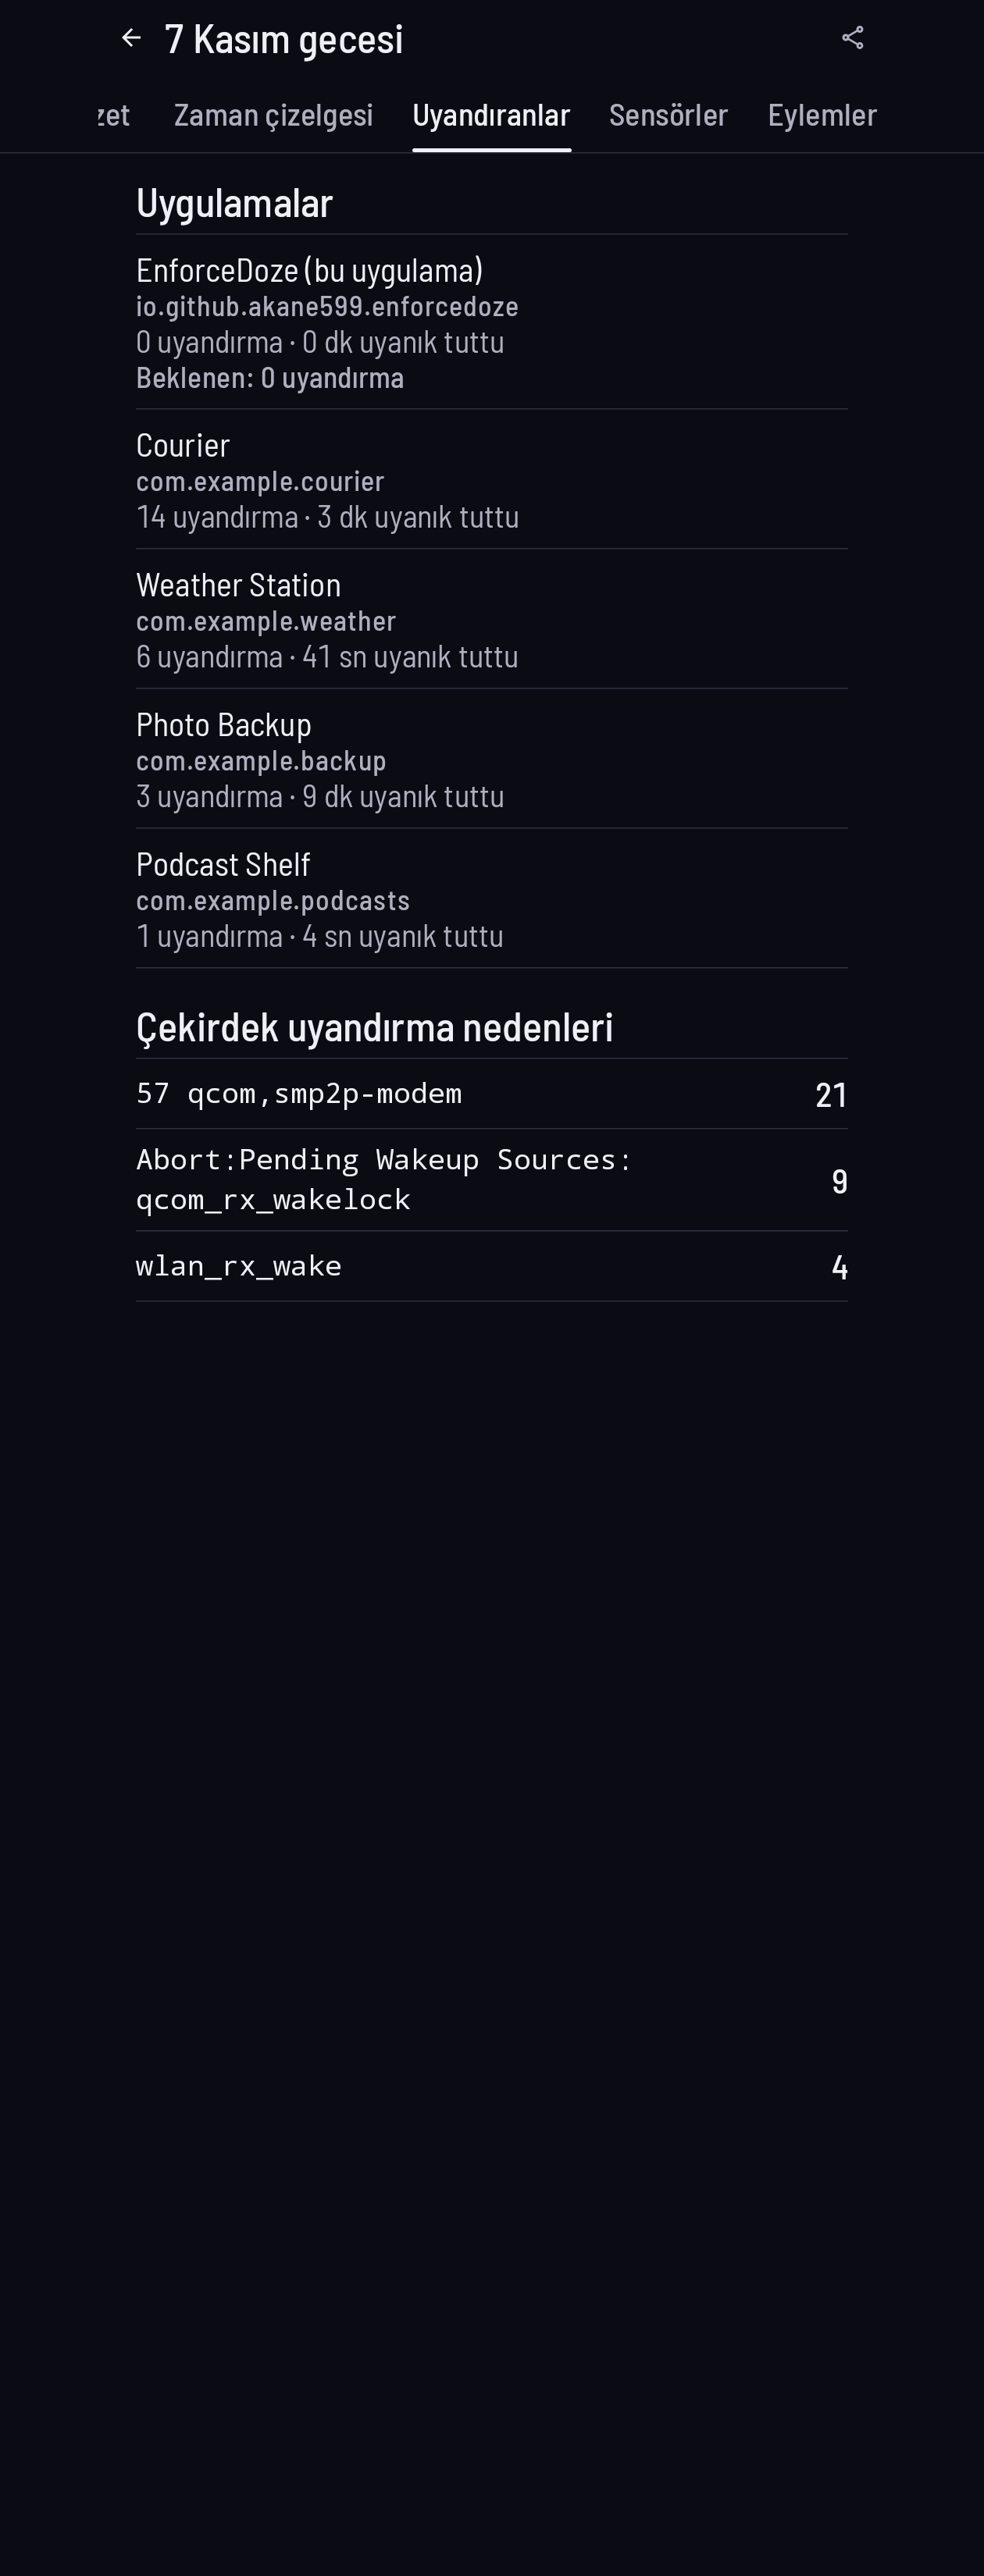 7 Kasım gecesi
zet Zaman çizelgesi Uyandıranlar Sensörler Eylemler
Uygulamalar
EnforceDoze (bu uygulama)
io.github.akane599.enforcedoze
0 uyandırma · 0 dk uyanık tuttu
Beklenen: 0 uyandırma
Courier
com.example.courier
14 uyandırma · 3 dk uyanık tuttu
Weather Station
com.example.weather
6 uyandırma · 41 sn uyanık tuttu
Photo Backup
com.example.backup
3 uyandırma · 9 dk uyanık tuttu
Podcast Shelf
com.example.podcasts
1 uyandırma · 4 sn uyanık tuttu
Çekirdek uyandırma nedenleri
57 qcom,smp2p-modem 21
Abort:Pending Wakeup Sources:
qcom_rx_wakelock 9
wlan_rx_wake 4